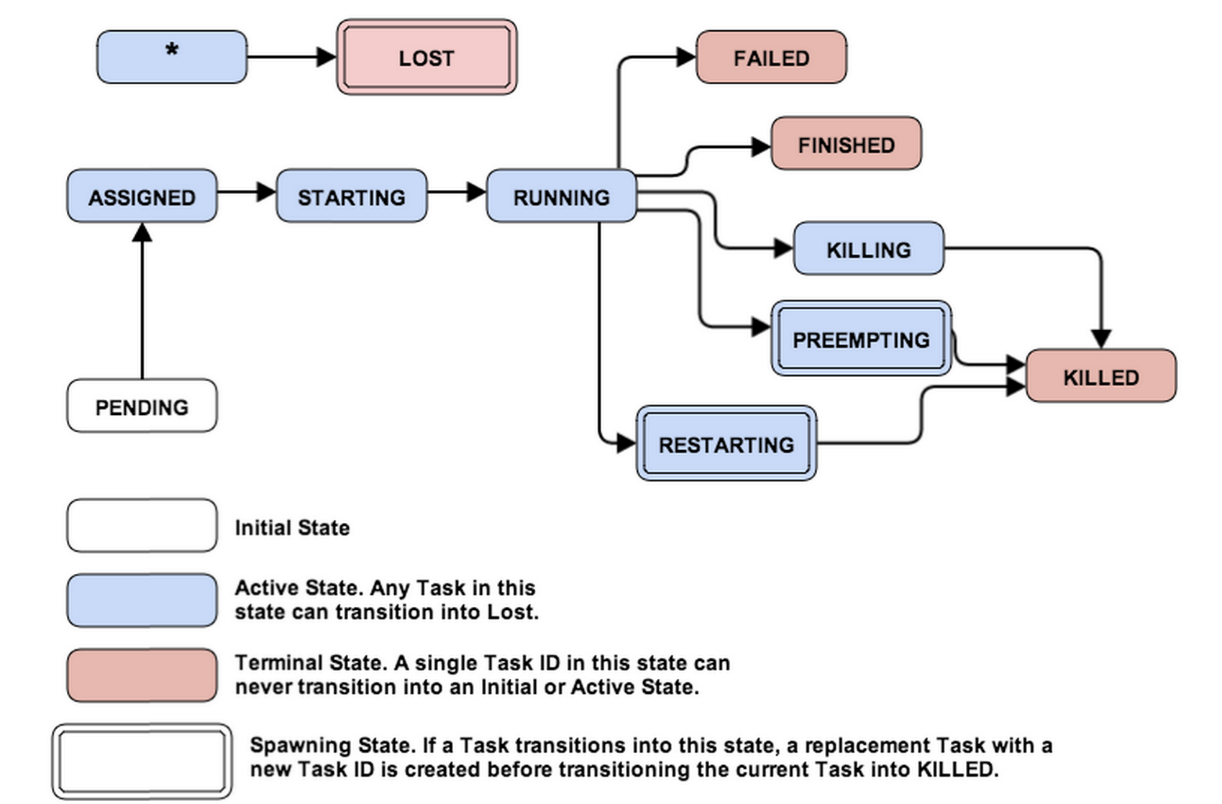 *
LOST
FAILED
FINISHED
ASSIGNED
STARTING
RUNNING
KILLING
PREEMPTING
KILLED
PENDING
RESTARTING
Initial State
Active State. Any Task in this
state can transition into Lost.
Terminal State. A single Task ID in this state can
never transition into an Initial or Active State.
Spawning State. If a Task transitions into this state, a replacement Task with a
new Task ID is created before transitioning the current Task into KILLED.